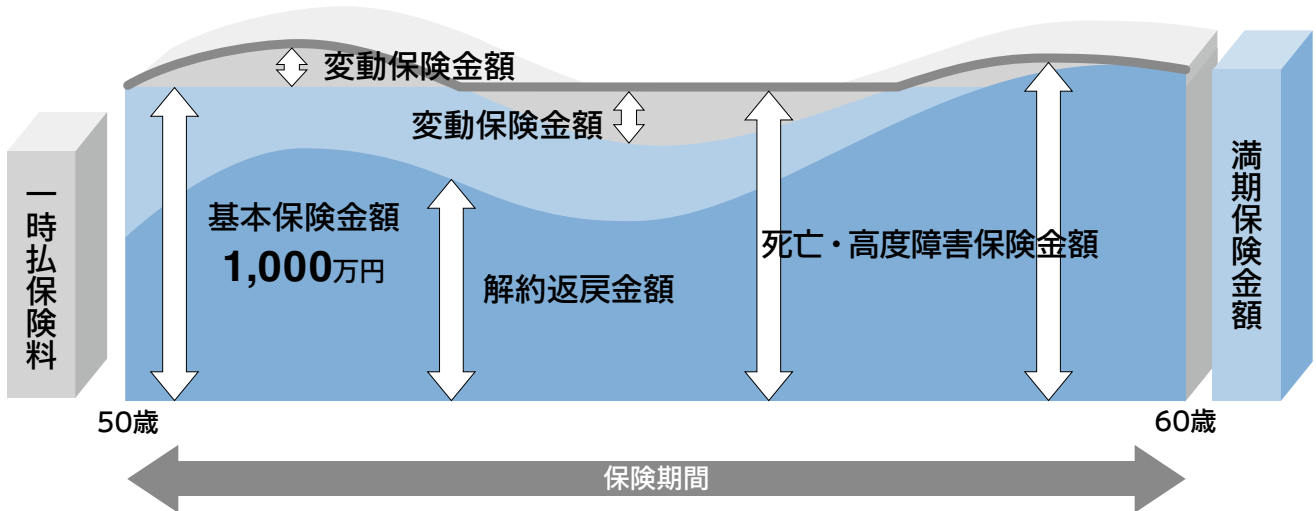 変動保険金額
変動保険金額
一時払保険料
基本保険金額
1,000万円
解約返戻金額
死亡・高度障害保険金額
満期保険金額
50歳
60歳
保険期間